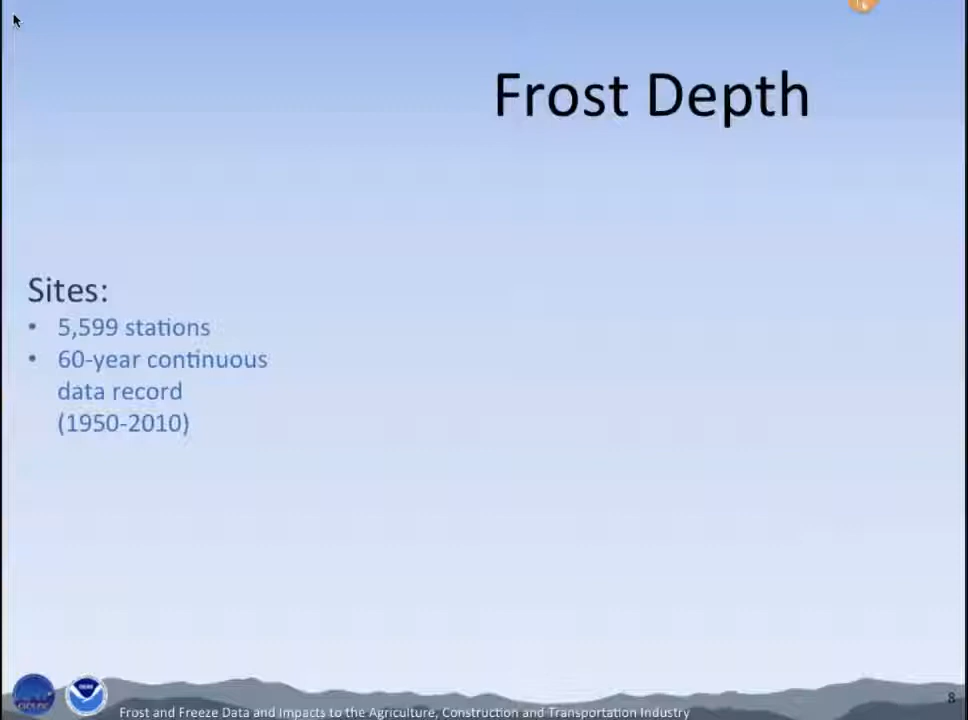 Frost Depth
Sites:
• 5,599 stations
• 60-year continuous
data record
(1950-2010)
Frost and Freeze Data and Impacts to the Agriculture, Construction and Transportation Industry
8